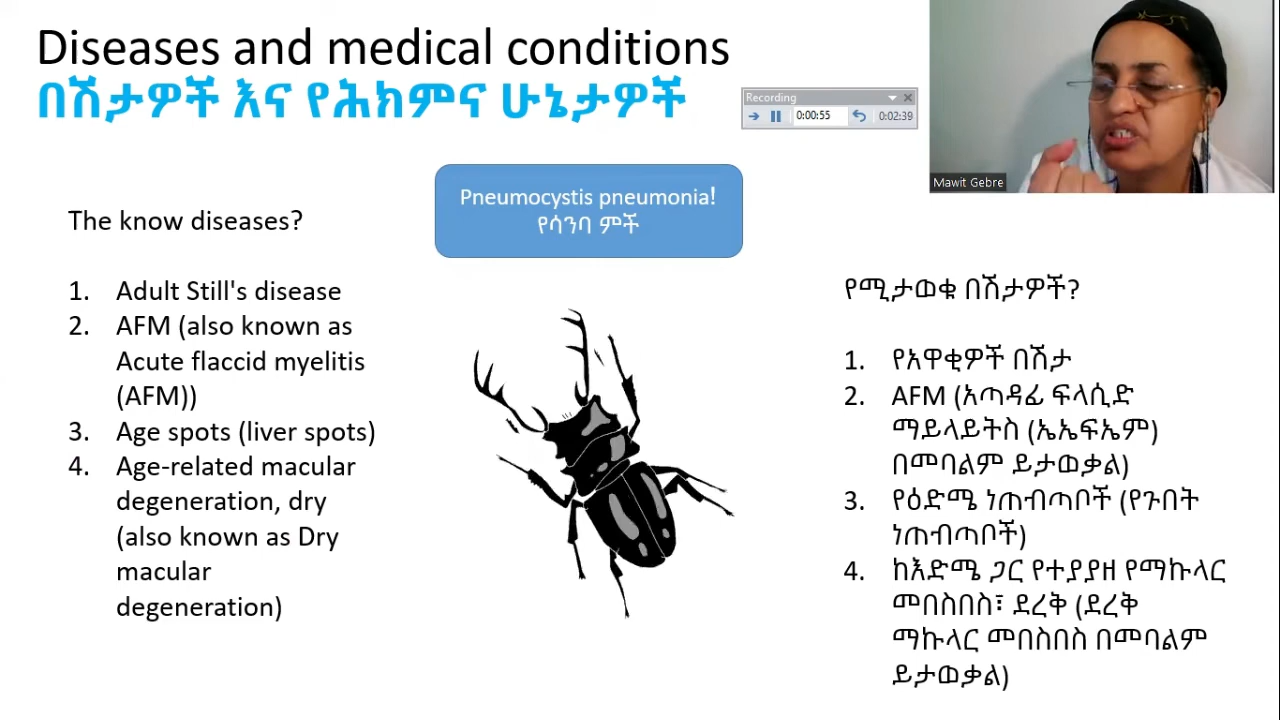 Diseases and medical conditions
በሽታዎች እና የሕክምና ሁኔታዎች
Recording
0:00:55
0:02:39
Mawit Gebre
Pneumocystis pneumonia!
የሳንባ ምች
The know diseases?
1. Adult Still's disease
2. AFM (also known as
Acute flaccid myelitis
(AFM))
3. Age spots (liver spots)
4. Age-related macular
degeneration, dry
(also known as Dry
macular
degeneration)
የሚታወቁ በሽታዎች?
1. የአዋቂዎች በሽታ
2. AFM (አጣዳፊ ፍላሲድ
ማይላይትስ (ኤኤፍኤም)
በመባልም ይታወቃል)
3. የዕድሜ ነጠብጣቦች (የጉበት
ነጠብጣቦች)
4. ከእድሜ ጋር የተያያዘ የማኩላር
መበስበስ፣ ደረቅ (ደረቅ
ማኩላር መበስበስ በመባልም
ይታወቃል)